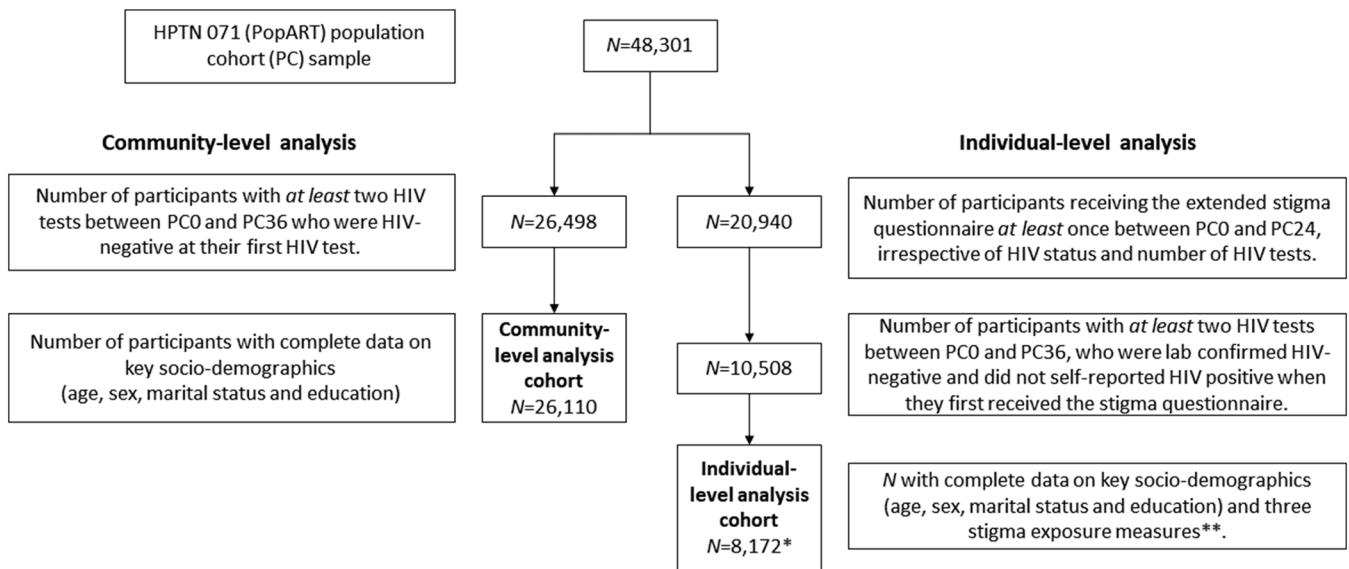 HPTN 071 (PopART) population
cohort (PC) sample
N=48,301
Community-level analysis
Individual-level analysis
Number of participants with at least two HIV
tests between PC0 and PC36 who were HIV-
negative at their first HIV test.
N=26,498
N=20,940
Number of participants receiving the extended stigma
questionnaire at least once between PC0 and PC24,
irrespective of HIV status and number of HIV tests.
Number of participants with complete data on
key socio-demographics
(age, sex, marital status and education)
Community-
level analysis
cohort
N=26,110
N=10,508
Number of participants with at least two HIV tests
between PC0 and PC36, who were lab confirmed HIV-
negative and did not self-reported HIV positive when
they first received the stigma questionnaire.
Individual-
level analysis
cohort
N=8,172*
N with complete data on key socio-demographics
(age, sex, marital status and education) and three
stigma exposure measures**.